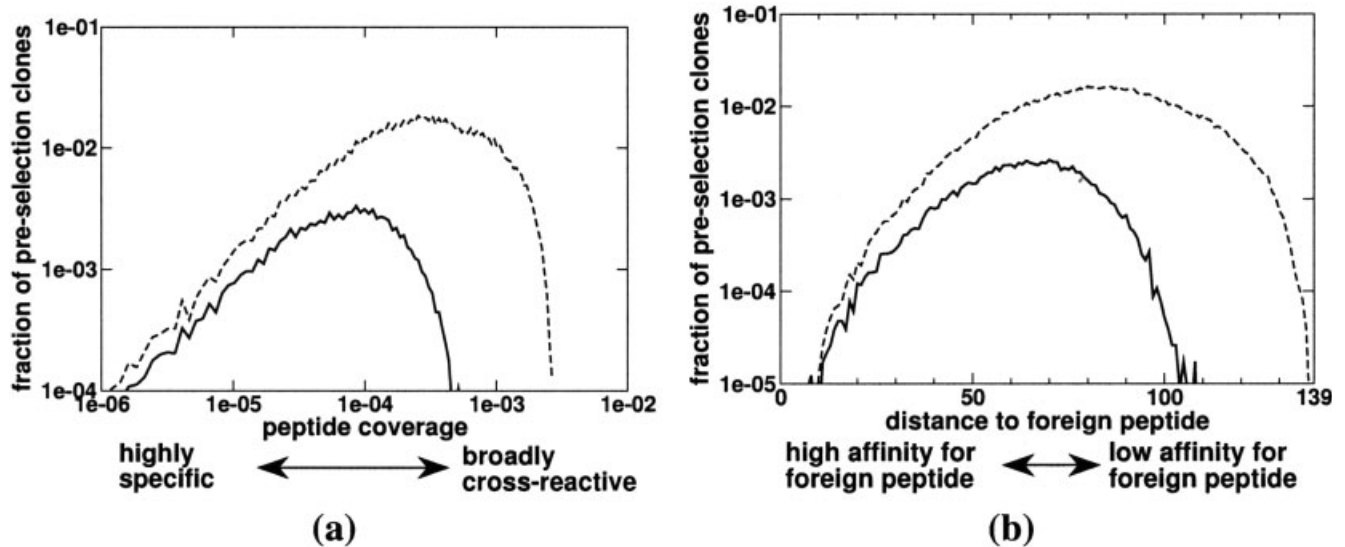 fraction of pre-selection clones
1e-01
1e-02
1e-03
1e-04
1e-06
1e-05
1e-04
1e-03
1e-02
peptide coverage
highly
specific
broadly
cross-reactive
(a)
fraction of pre-selection clones
1e-01
1e-02
1e-03
1e-04
1e-05
0
50
100
139
distance to foreign peptide
high affinity for
foreign peptide
low affinity for
foreign peptide
(b)